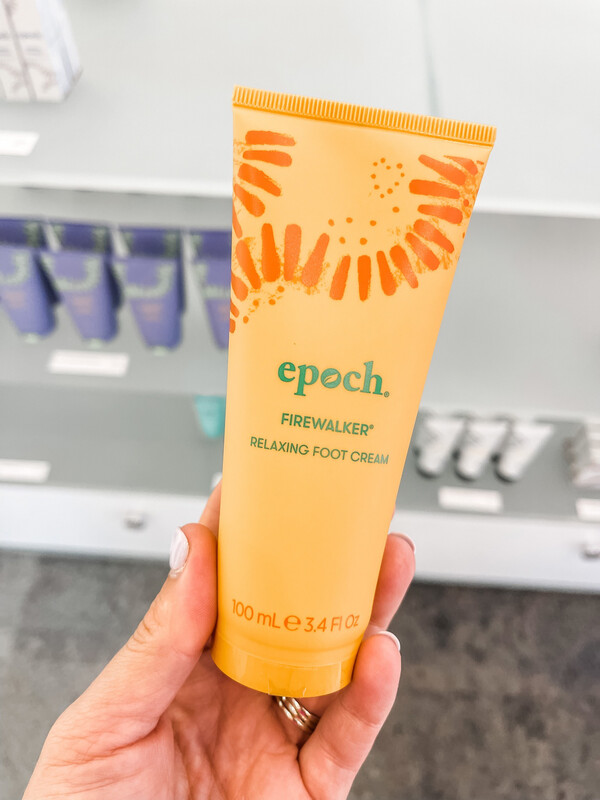 epoch®
FIREWALKER®
RELAXING FOOT CREAM
100 mL ℮ 3.4 Fl Oz